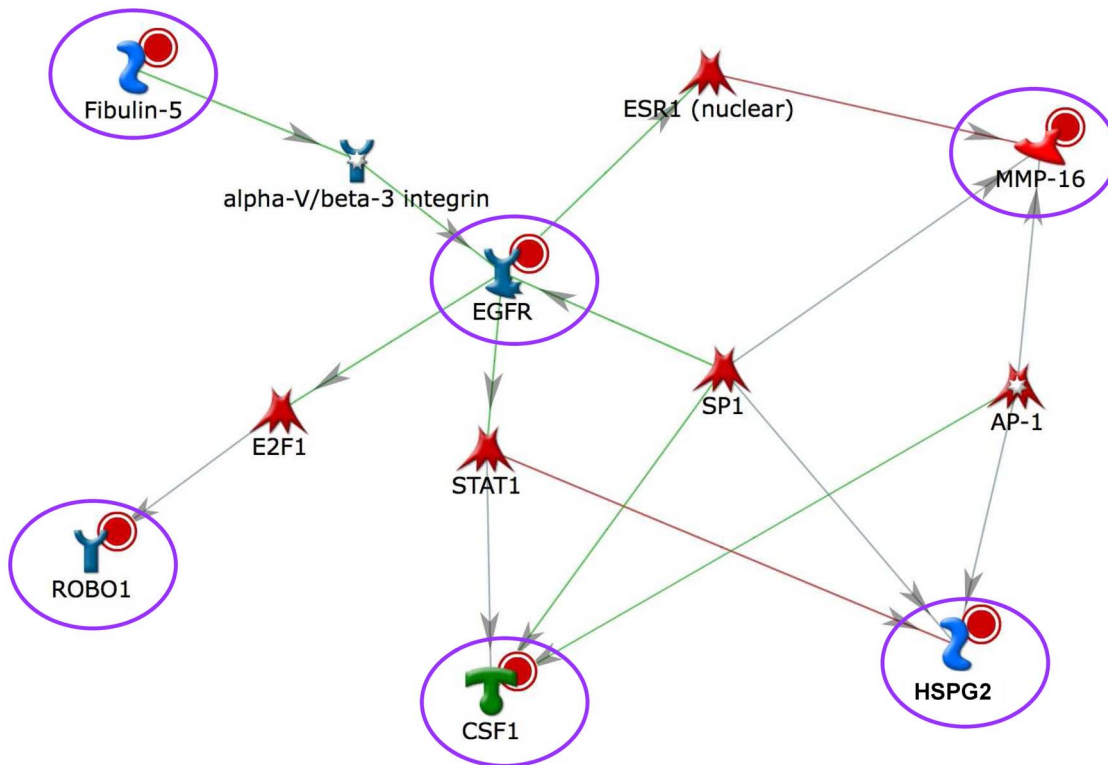 Fibulin-5
ESR1 (nuclear)
MMP-16
alpha-V/beta-3 integrin
EGFR
SP1
AP-1
E2F1
STAT1
ROBO1
HSPG2
CSF1